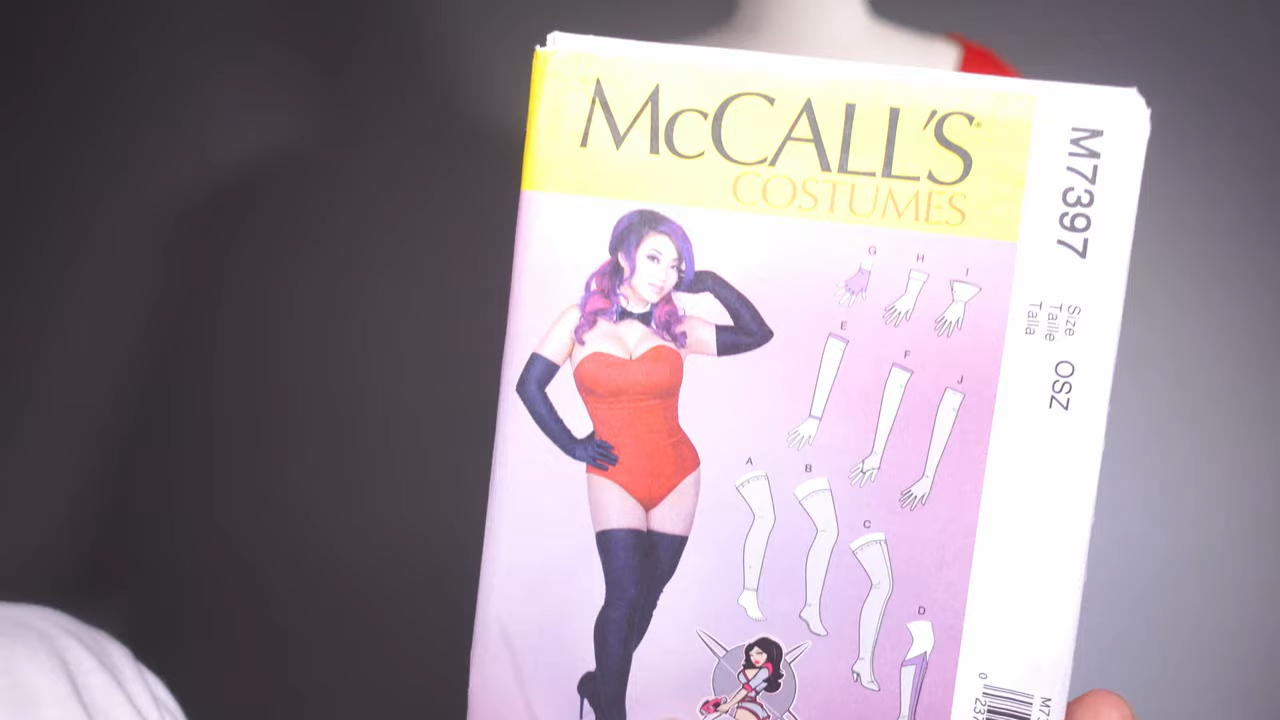 McCALL'S
COSTUMES
M7397
Size
Taille
Talla
OSZ
G
H
I
E
F
J
A
B
C
D